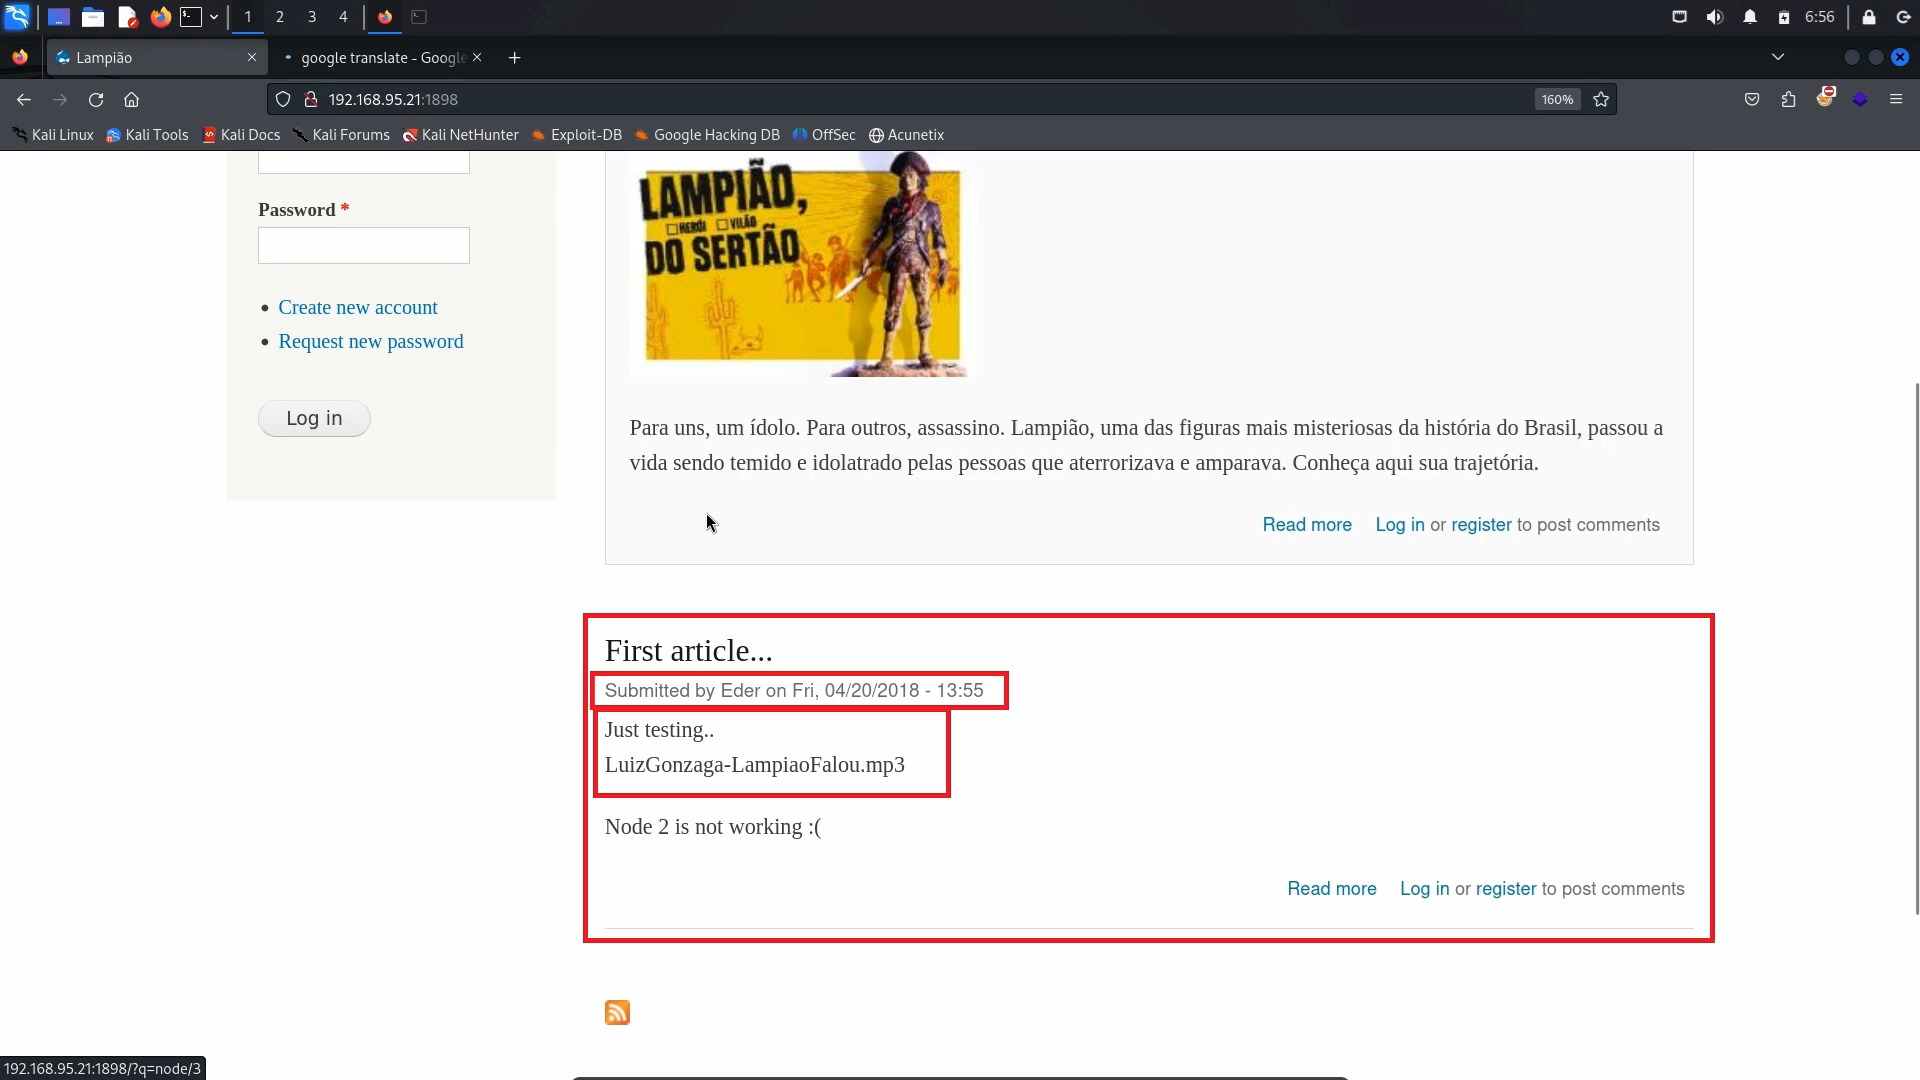 1 2 3 4
6:56
Lampião
google translate - Google
192.168.95.21:1898
160%
Kali Linux Kali Tools Kali Docs Kali Forums Kali NetHunter Exploit-DB Google Hacking DB OffSec Acunetix
LAMPIÃO,
HERÓI VILÃO
DO SERTÃO
Password *
Create new account
Request new password
Log in
Para uns, um ídolo. Para outros, assassino. Lampião, uma das figuras mais misteriosas da história do Brasil, passou a
vida sendo temido e idolatrado pelas pessoas que aterrorizava e amparava. Conheça aqui sua trajetória.
Read more Log in or register to post comments
First article...
Submitted by Eder on Fri, 04/20/2018 - 13:55
Just testing..
LuizGonzaga-LampiaoFalou.mp3
Node 2 is not working :(
Read more Log in or register to post comments
192.168.95.21:1898/?q=node/3